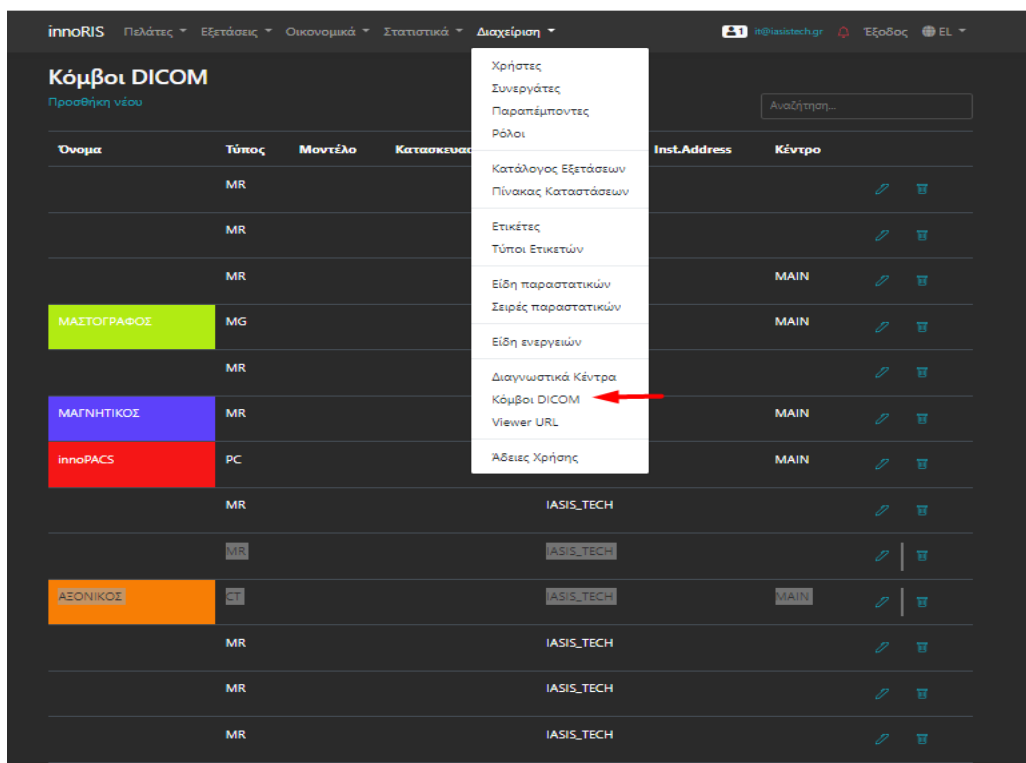 innoRIS Πελάτες Εξετάσεις Οικονομικά Στατιστικά Διαχείριση 1 it@iasistech.gr Έξοδος EL
Κόμβοι DICOM
Προσθήκη νέου
Αναζήτηση...
Χρήστες
Συνεργάτες
Παραπέμποντες
Ρόλοι
Κατάλογος Εξετάσεων
Πίνακας Καταστάσεων
Ετικέτες
Τύποι Ετικετών
Είδη παραστατικών
Σειρές παραστατικών
Είδη ενεργειών
Διαγνωστικά Κέντρα
Κόμβοι DICOM
Viewer URL
Άδειες Χρήσης
Όνομα Τύπος Μοντέλο Κατασκευασ Inst.Address Κέντρο
MR
MR
MR MAIN
ΜΑΣΤΟΓΡΑΦΟΣ MG MAIN
MR
ΜΑΓΝΗΤΙΚΟΣ MR MAIN
innoPACS PC MAIN
MR IASIS_TECH
MR IASIS_TECH
ΑΞΟΝΙΚΟΣ CT IASIS_TECH MAIN
MR IASIS_TECH
MR IASIS_TECH
MR IASIS_TECH